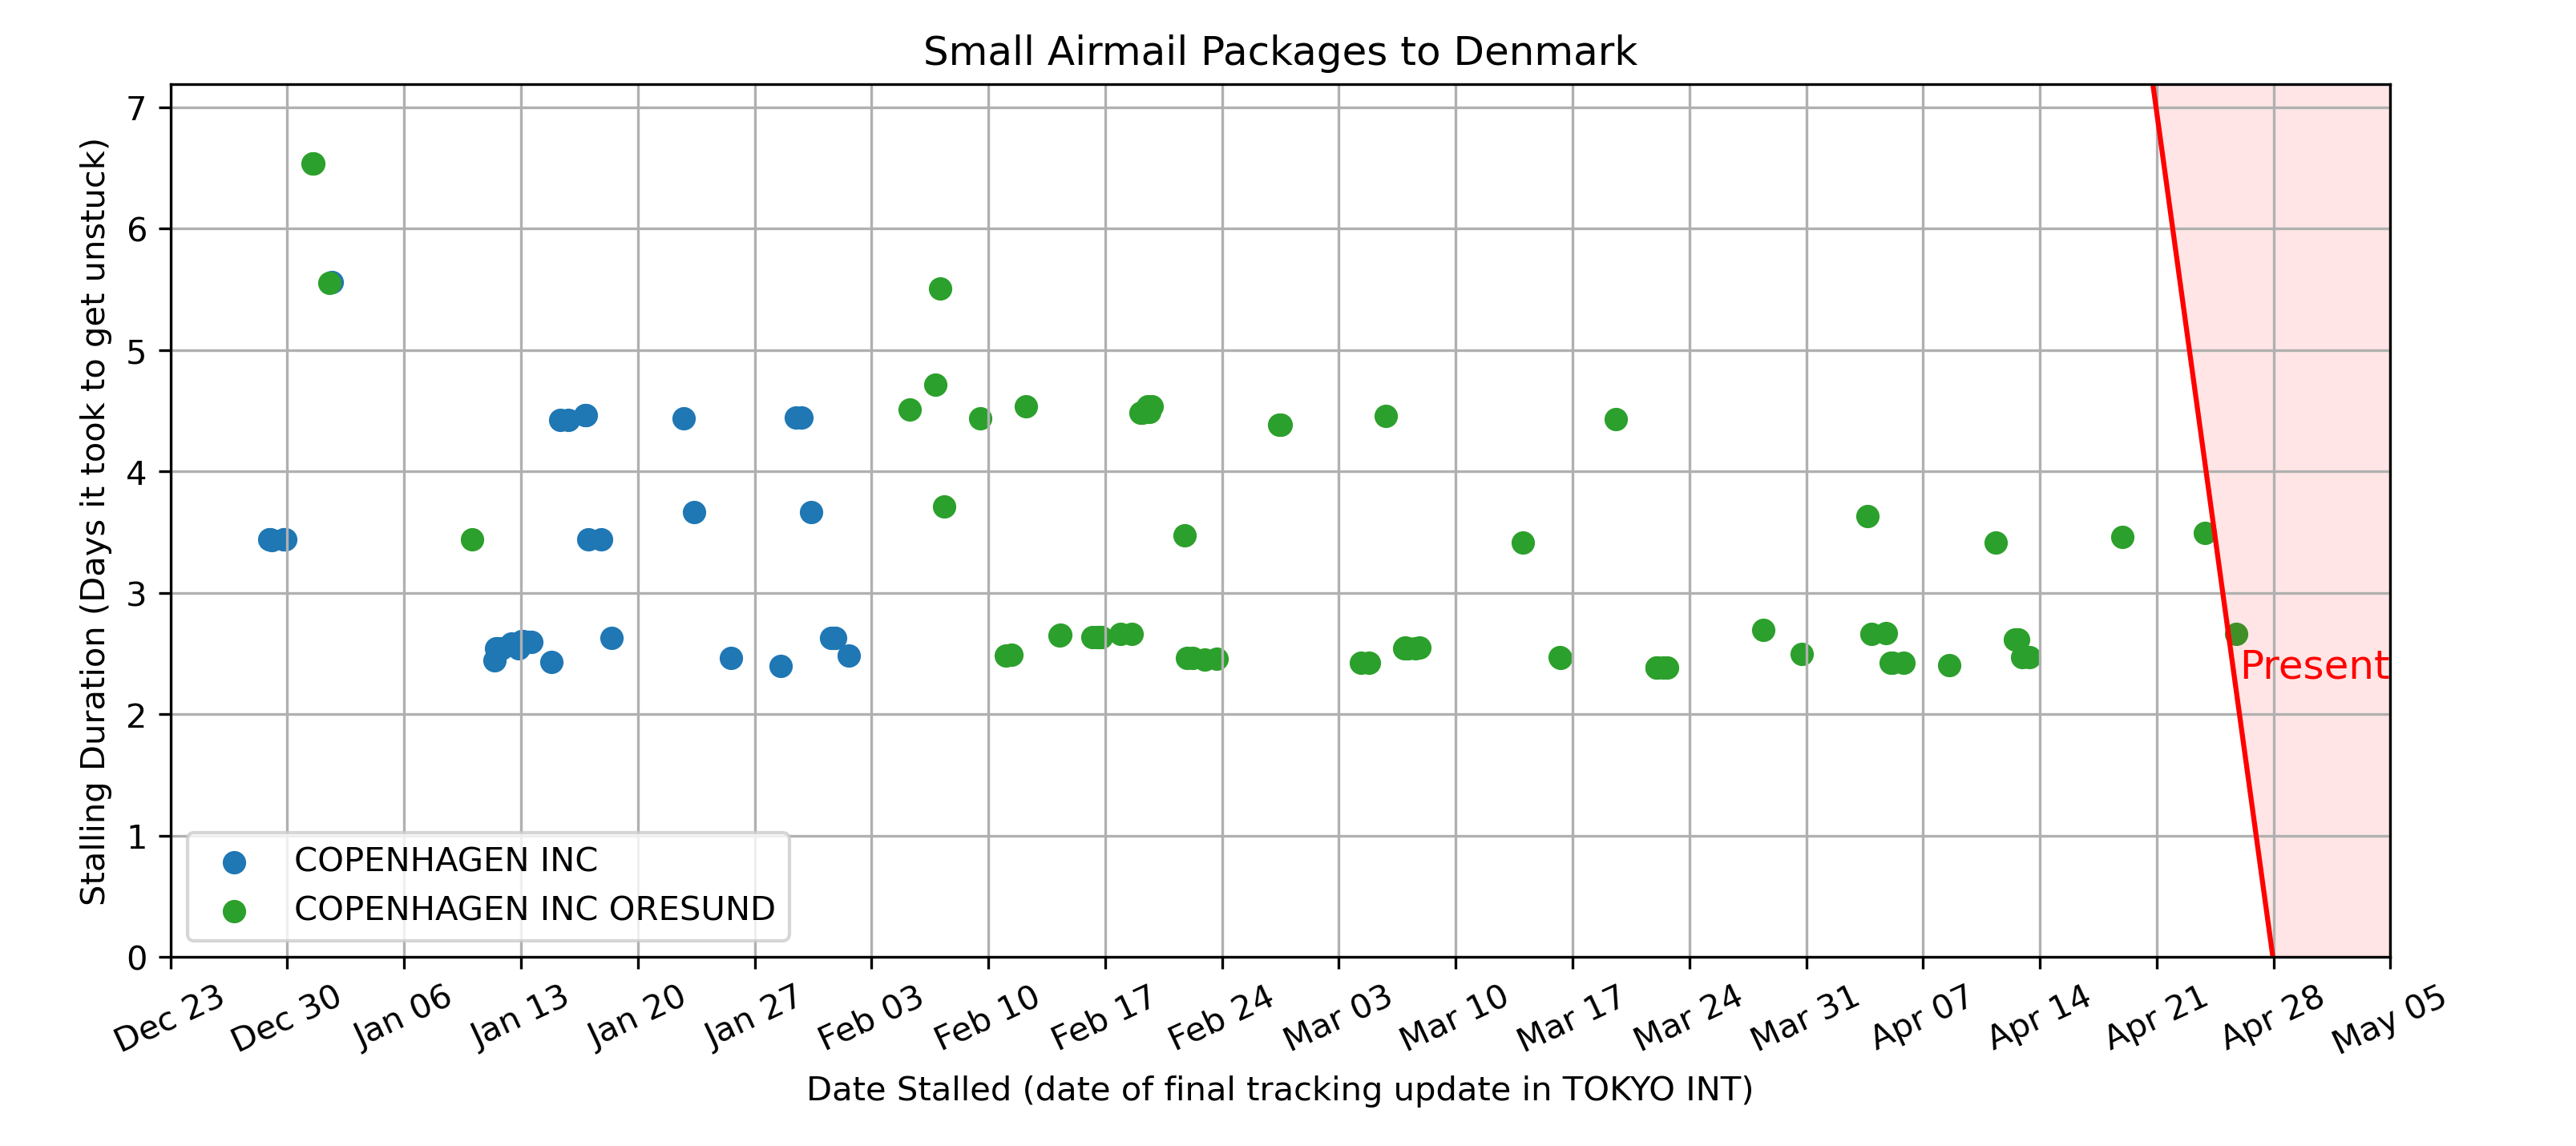 Small Airmail Packages to Denmark
Stalling Duration (Days it took to get unstuck)
7
6
5
4
3
2
1
0
Present
COPENHAGEN INC
COPENHAGEN INC ORESUND
Dec 23
Dec 30
Jan 06
Jan 13
Jan 20
Jan 27
Feb 03
Feb 10
Feb 17
Feb 24
Mar 03
Mar 10
Mar 17
Mar 24
Mar 31
Apr 07
Apr 14
Apr 21
Apr 28
May 05
Date Stalled (date of final tracking update in TOKYO INT)